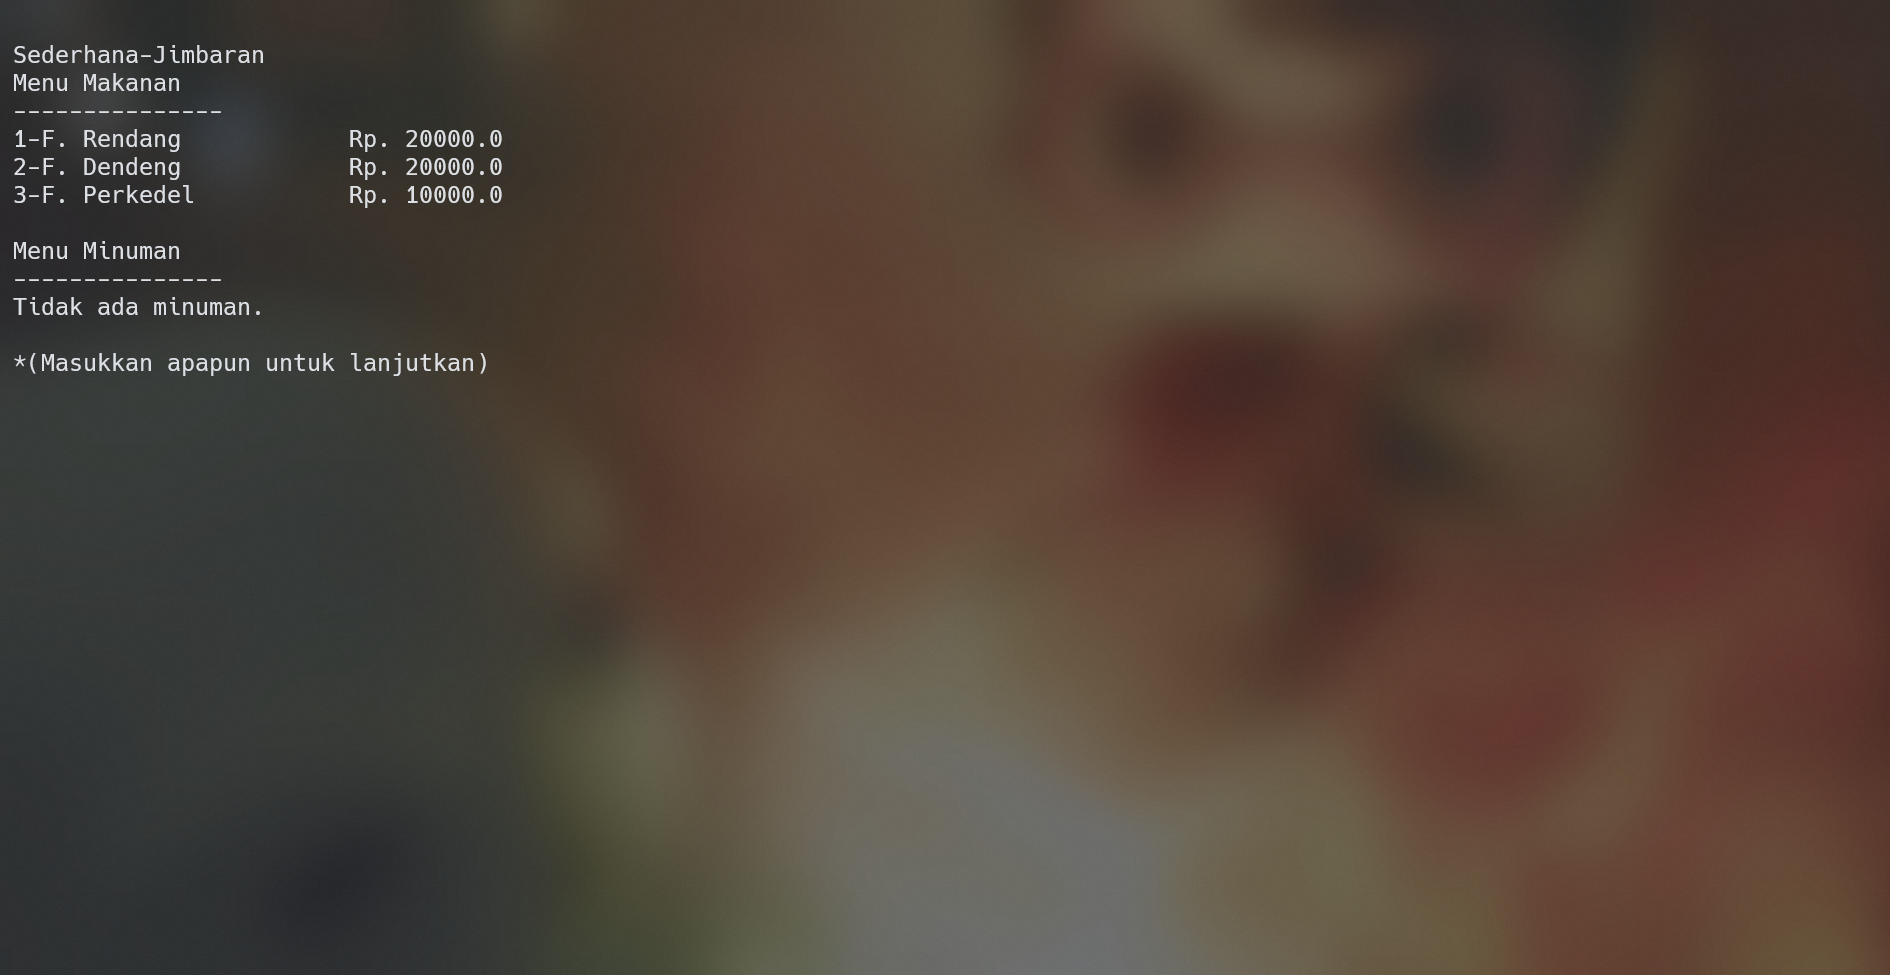 Sederhana-Jimbaran
Menu Makanan
---------------
1-F. Rendang            Rp. 20000.0
2-F. Dendeng            Rp. 20000.0
3-F. Perkedel           Rp. 10000.0

Menu Minuman
---------------
Tidak ada minuman.

*(Masukkan apapun untuk lanjutkan)